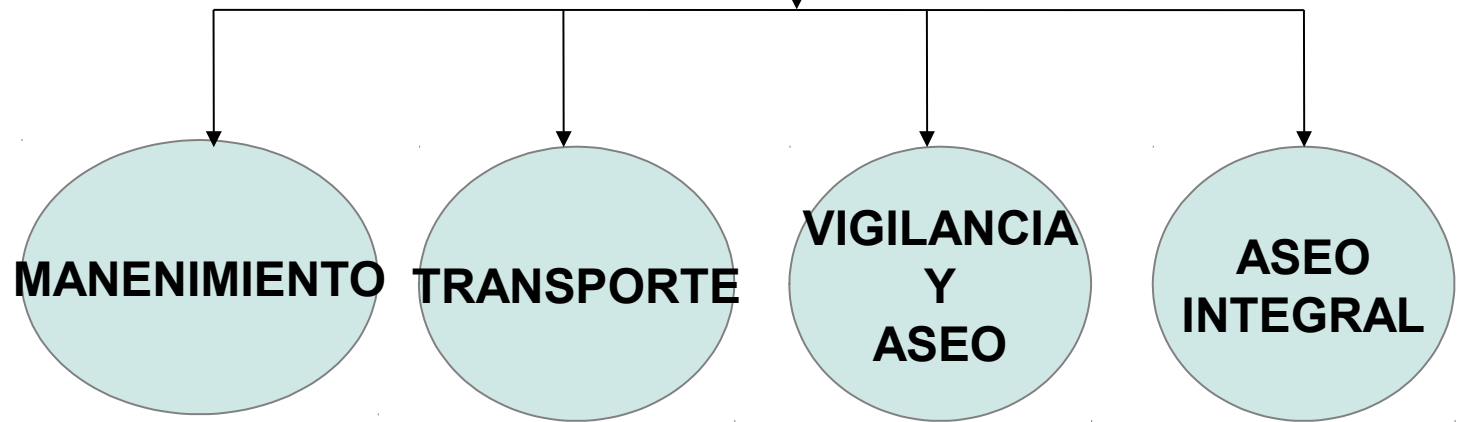 MANENIMIENTO
TRANSPORTE
VIGILANCIA
Y
ASEO
ASEO
INTEGRAL